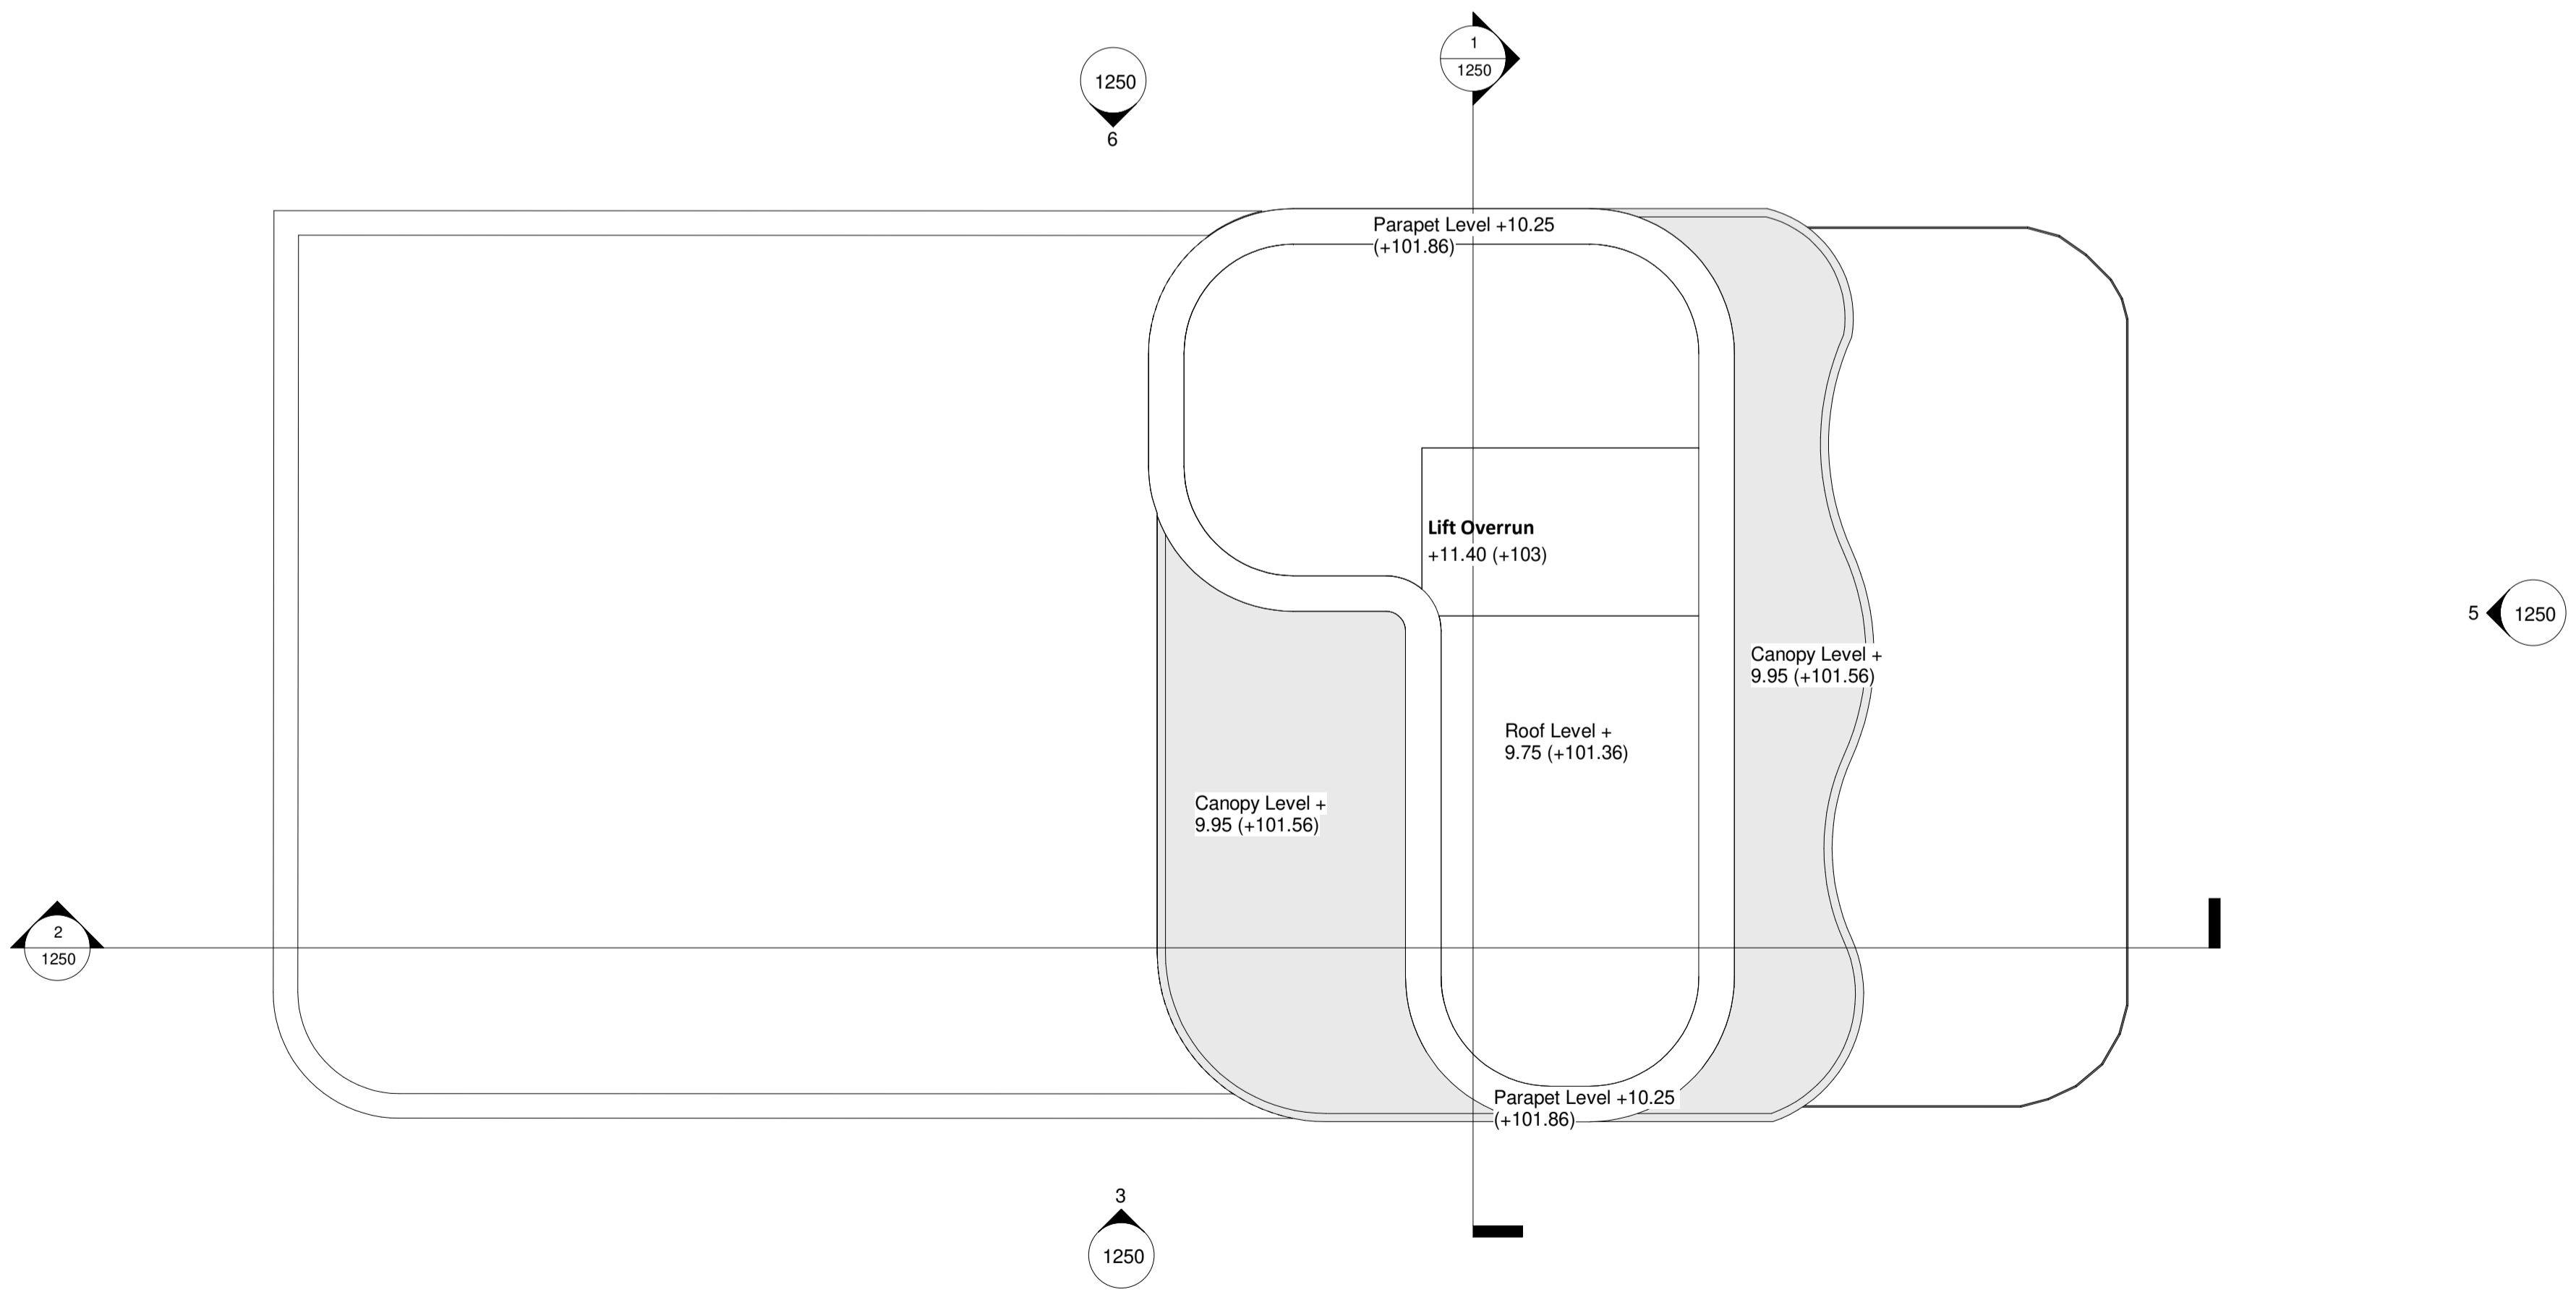 1
1250
1250
6
Parapet Level +10.25
(+101.86)
Lift Overrun
+11.40 (+103)
5
1250
Canopy Level +
9.95 (+101.56)
Roof Level +
9.75 (+101.36)
Canopy Level +
9.95 (+101.56)
2
1250
Parapet Level +10.25
(+101.86)
3
1250